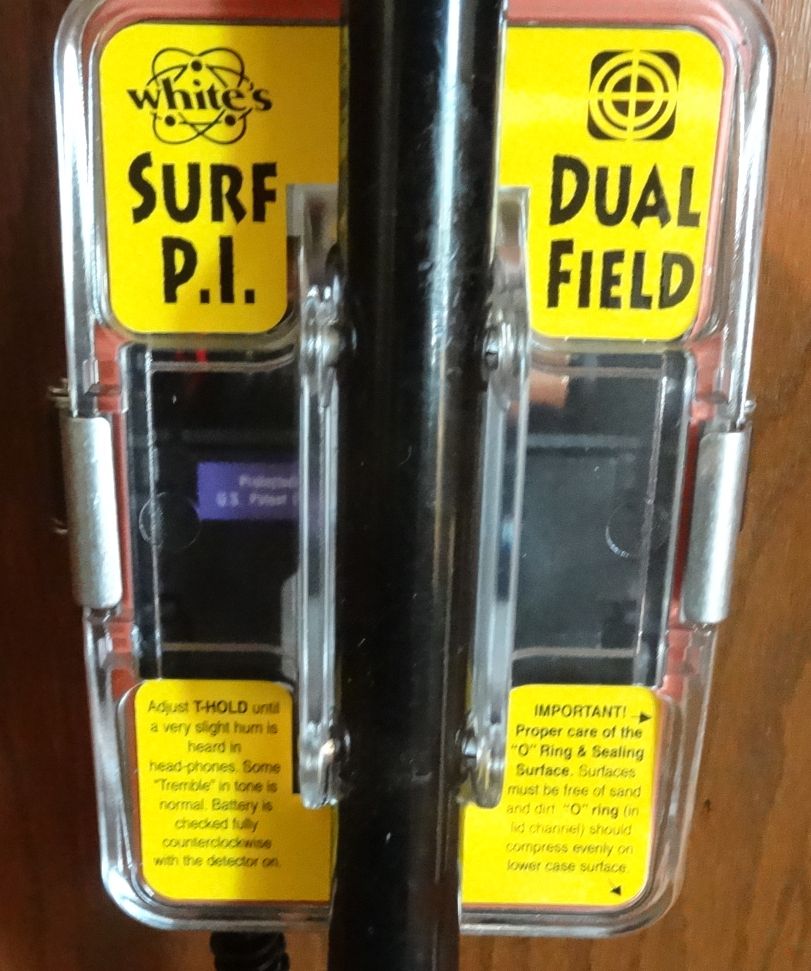 white's
SURF
P.I.
DUAL
FIELD
Protected
U.S. Patent
Adjust T-HOLD until
a very slight hum is
heard in
head-phones. Some
"Tremble" in tone is
normal. Battery is
checked fully
counterclockwise
with the detector on.
IMPORTANT!
Proper care of the
"O" Ring & Sealing
Surface. Surfaces
must be free of sand
and dirt. "O" ring (in
lid channel) should
compress evenly on
lower case surface.